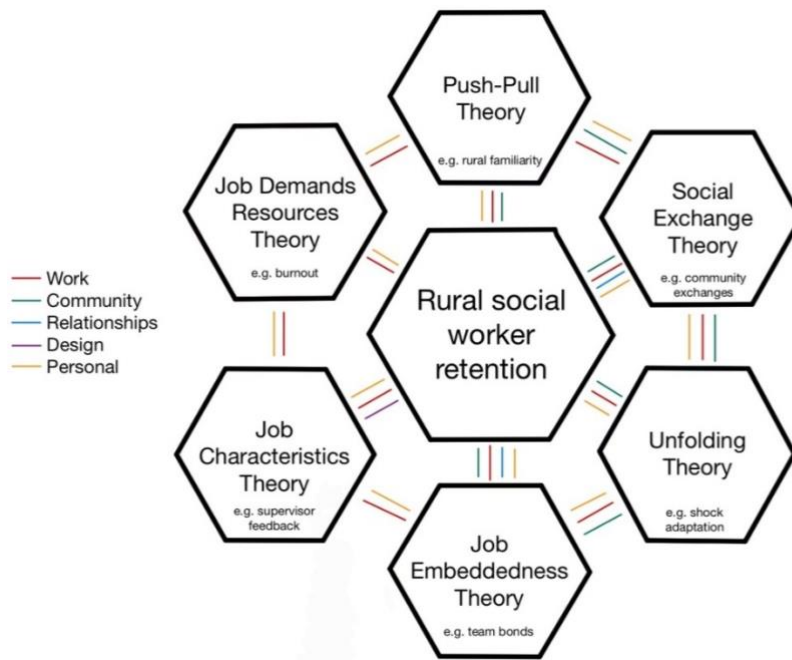 Push-Pull
Theory
e.g. rural familiarity
Job Demands
Resources
Theory
e.g. burnout
Social
Exchange
Theory
e.g. community
exchanges
Work
Community
Relationships
Design
Personal
Rural social
worker
retention
Job
Characteristics
Theory
e.g. supervisor
feedback
Unfolding
Theory
e.g. shock
adaptation
Job
Embeddedness
Theory
e.g. team bonds